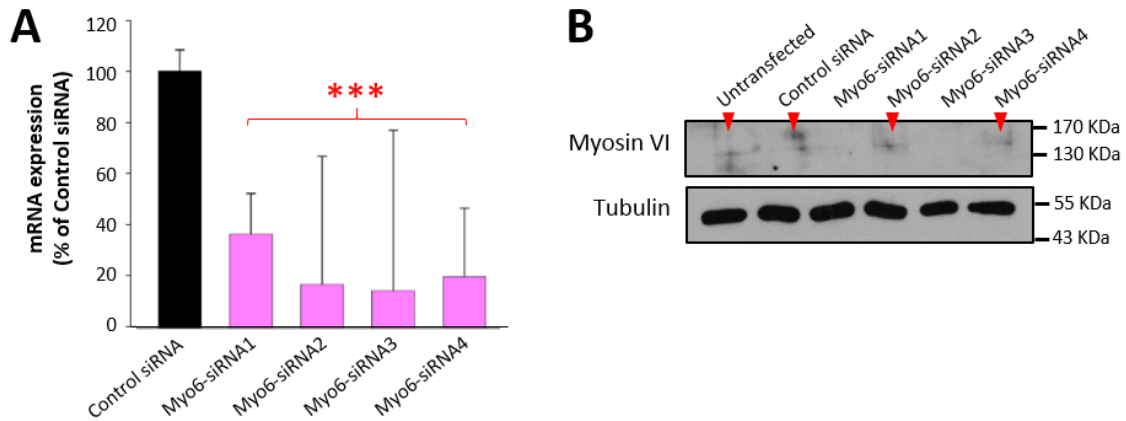 A
mRNA expression
(% of Control siRNA)
120
100
80
60
40
20
0
***
Control siRNA
Myo6-siRNA1
Myo6-siRNA2
Myo6-siRNA3
Myo6-siRNA4
B
Untransfected
Control siRNA
Myo6-siRNA1
Myo6-siRNA2
Myo6-siRNA3
Myo6-siRNA4
Myosin VI
170 KDa
130 KDa
Tubulin
55 KDa
43 KDa